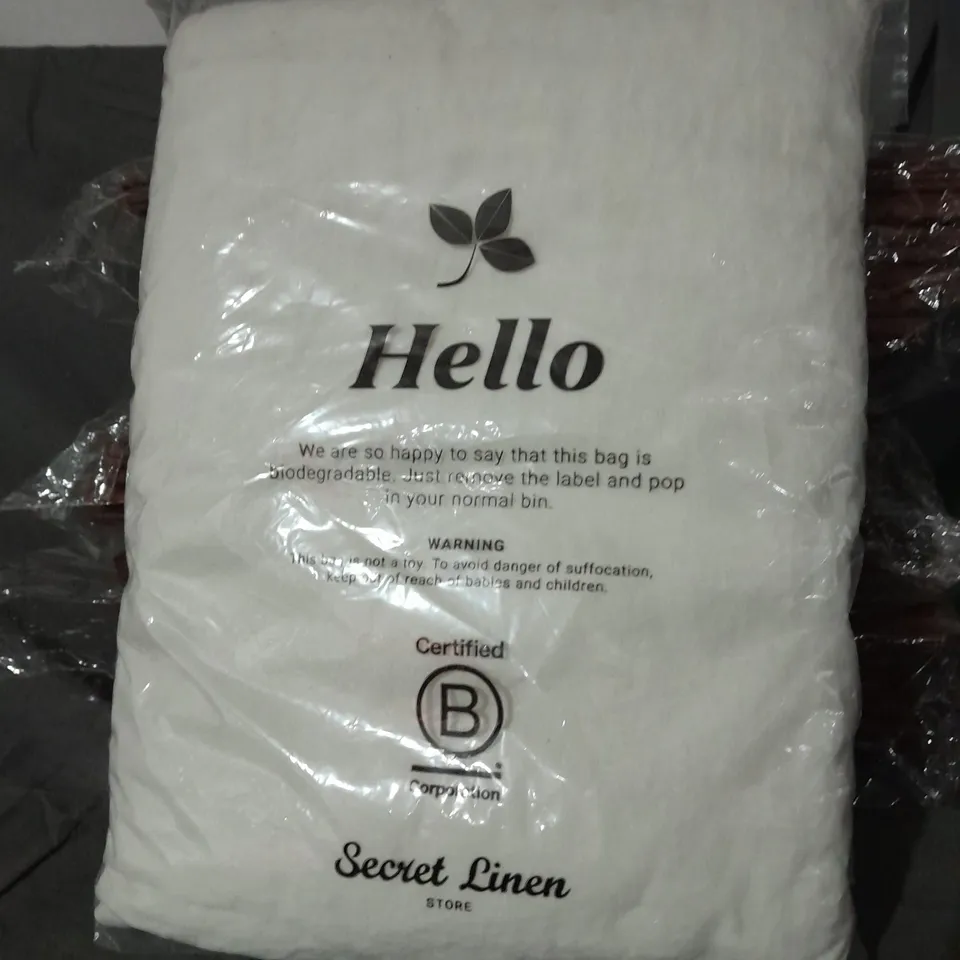 Hello
We are so happy to say that this bag is
biodegradable. Just remove the label and pop
in your normal bin.
WARNING
This bag is not a toy. To avoid danger of suffocation,
keep out of reach of babies and children.
Certified
B
Corporation
Secret Linen
STORE